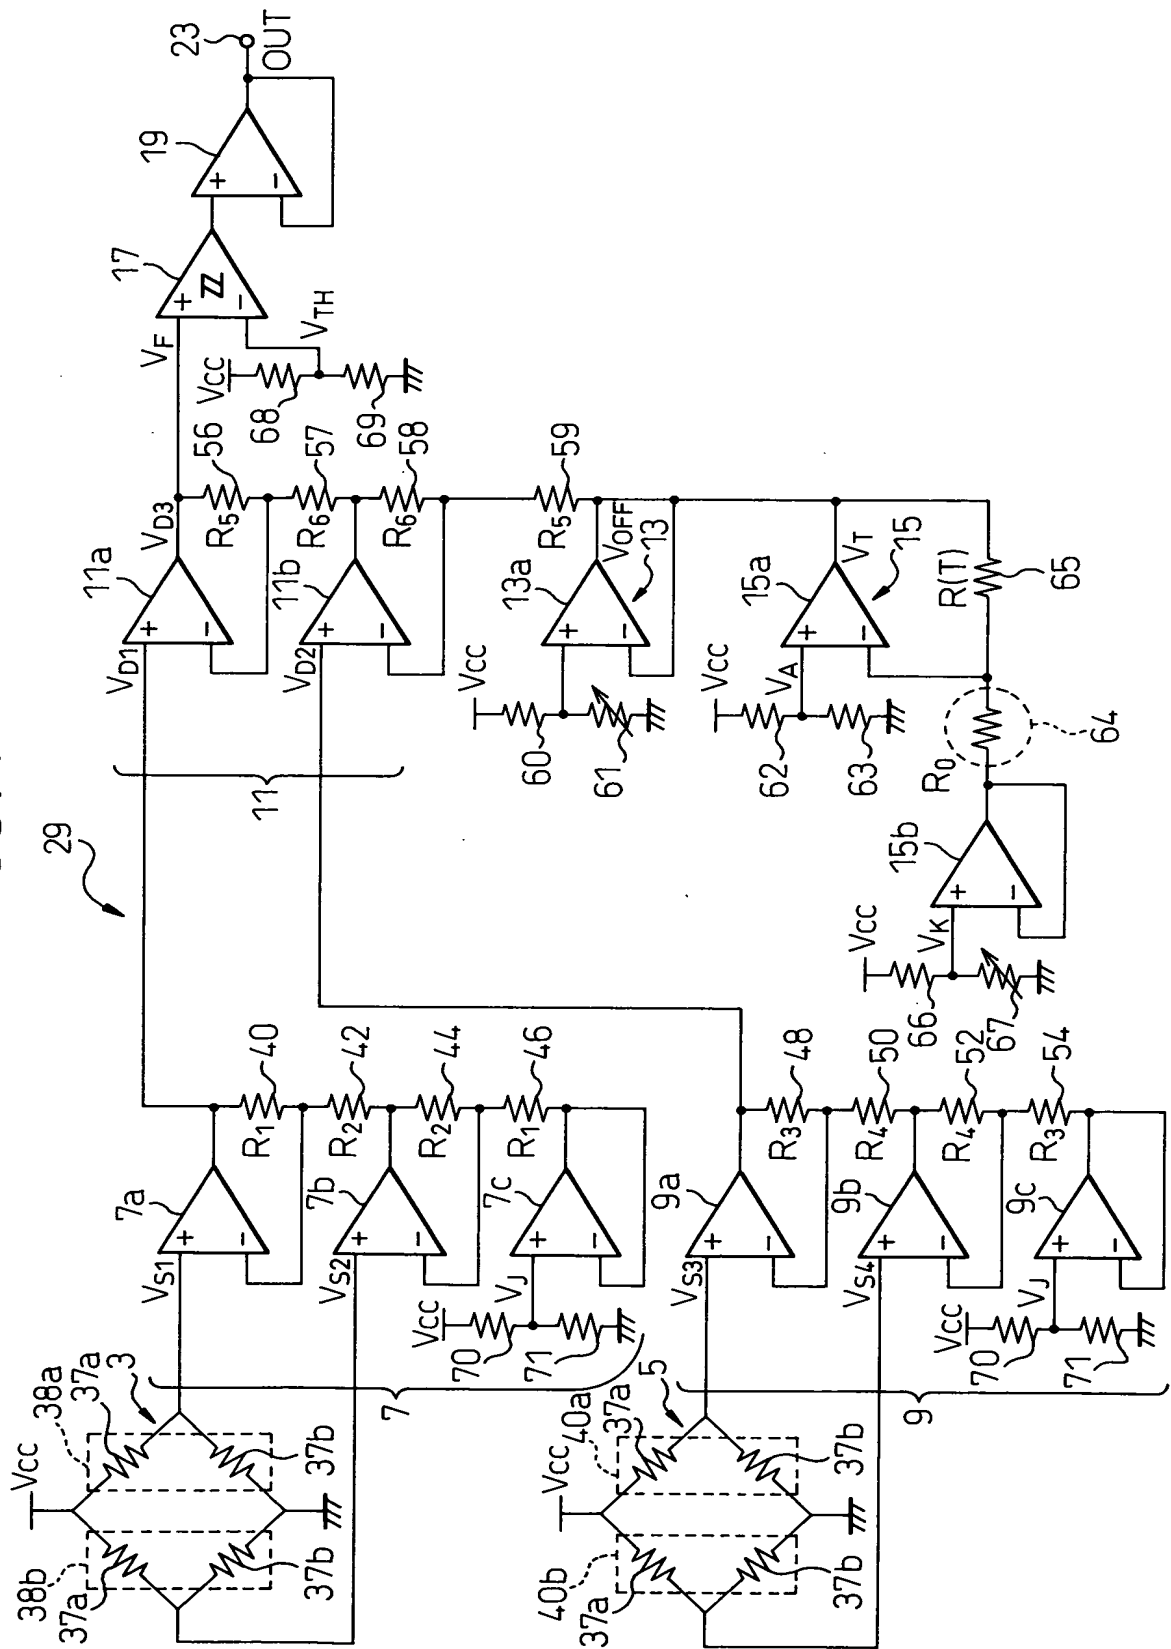 29
23
OUT
19
17
VF
VTH
VCC
68
69
VD3
11a
VD1
R5
56
R6
57
11b
VD2
R6
58
11
R5
59
VOFF
13
13a
VCC
60
61
VT
15
15a
VCC
VA
62
63
R(T)
65
64
R0
15b
VCC
VK
66
67
R1
40
R2
42
R2
44
R1
46
7a
VS1
7b
VS2
7c
VJ
VCC
70
71
7
3
38a
37a
37b
VCC
38b
37a
37b
R3
48
R4
50
R4
52
R3
54
9a
VS3
9b
VS4
9c
VJ
VCC
70
71
9
5
40a
37a
37b
VCC
40b
37a
37b
+
−
+
−
+
−
+
−
+
−
+
−
+
−
+
−
+
−
+
−
+
−
+
−
+
−